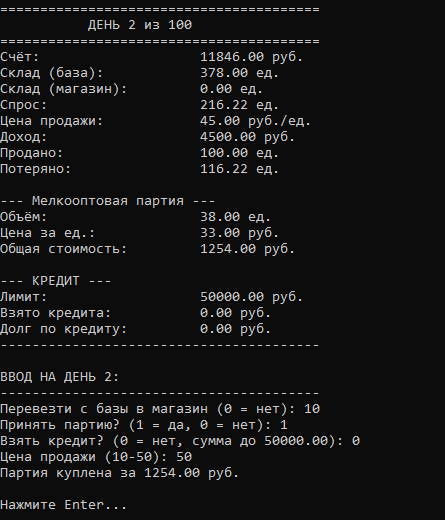 ========================================
ДЕНЬ 2 из 100
========================================
Счёт: 11846.00 руб.
Склад (база): 378.00 ед.
Склад (магазин): 0.00 ед.
Спрос: 216.22 ед.
Цена продажи: 45.00 руб./ед.
Доход: 4500.00 руб.
Продано: 100.00 ед.
Потеряно: 116.22 ед.

--- Мелкооптовая партия ---
Объём: 38.00 ед.
Цена за ед.: 33.00 руб.
Общая стоимость: 1254.00 руб.

--- КРЕДИТ ---
Лимит: 50000.00 руб.
Взято кредита: 0.00 руб.
Долг по кредиту: 0.00 руб.
----------------------------------------

ВВОД НА ДЕНЬ 2:
----------------------------------------
Перевезти с базы в магазин (0 = нет): 10
Принять партию? (1 = да, 0 = нет): 1
Взять кредит? (0 = нет, сумма до 50000.00): 0
Цена продажи (10-50): 50
Партия куплена за 1254.00 руб.

Нажмите Enter...